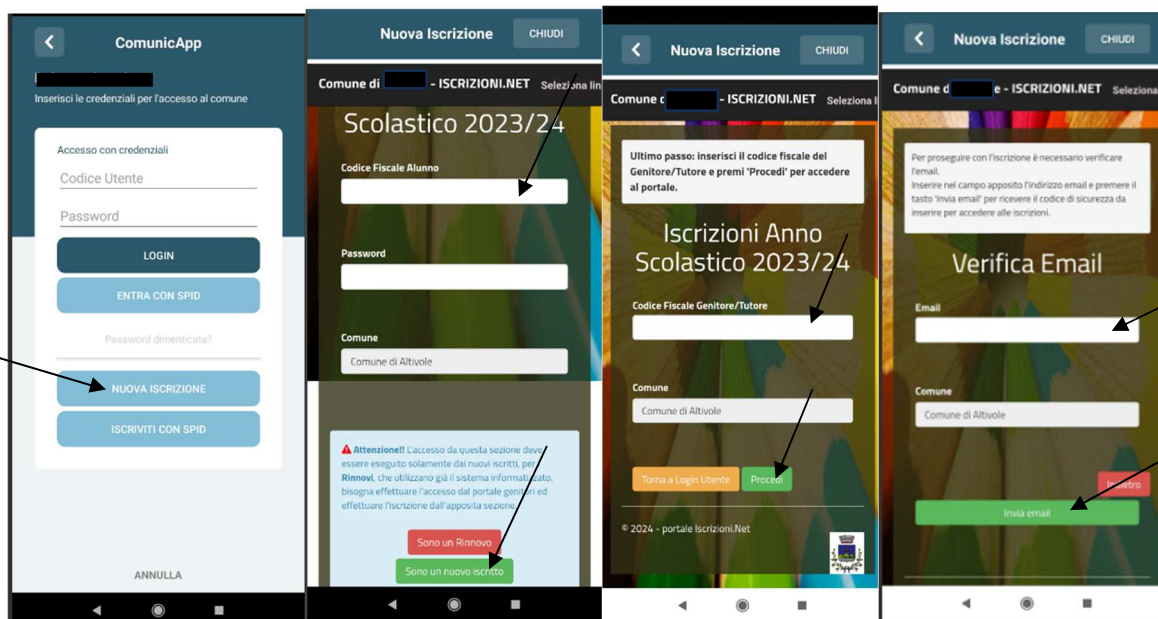 ComunicApp
Inserisci le credenziali per l'accesso al comune
Accesso con credenziali
Codice Utente
Password
LOGIN
ENTRA CON SPID
Password dimenticata?
NUOVA ISCRIZIONE
ISCRIVITI CON SPID
ANNULLA
Nuova Iscrizione CHIUDI
Comune di - ISCRIZIONI.NET Seleziona lin
Scolastico 2023/24
Codice Fiscale Alunno
Password
Comune
Comune di Altivole
Attenzione!! L'accesso da questa sezione deve
essere eseguito solamente dai nuovi iscritti, per i
Rinnovi, che utilizzano già il sistema informatizzato,
bisogna effettuare l'accesso dal portale genitori ed
effettuare l'iscrizione dall'apposita sezione
Sono un Rinnovo
Sono un nuovo iscritto
Nuova Iscrizione CHIUDI
Comune - ISCRIZIONI.NET Seleziona l
Ultimo passo: inserisci il codice fiscale del
Genitore/Tutore e premi 'Procedi' per accedere
al portale.
Iscrizioni Anno
Scolastico 2023/24
Codice Fiscale Genitore/Tutore
Comune
Comune di Altivole
Torna a Login Utente Procedi
© 2024 - portale Iscrizioni.Net
Nuova Iscrizione CHIUDI
Comune d e - ISCRIZIONI.NET Seleziona
Per proseguire con l'iscrizione è necessario verificare
l'email.
Inserire nel campo apposito l'indirizzo email e premere il
tasto 'Invia email' per ricevere il codice di sicurezza da
inserire per accedere alle iscrizioni.
Verifica Email
Email
Comune
Comune di Altivole
Indietro
Invia email